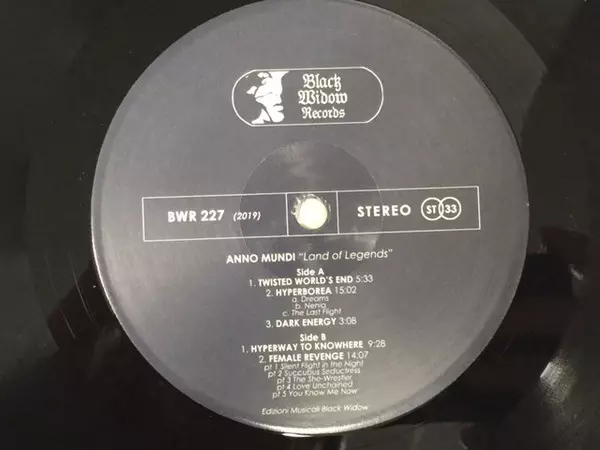 Black
Widow
Records
BWR 227 (2019)
STEREO ST 33
ANNO MUNDI "Land of Legends"
Side A
1. TWISTED WORLD'S END 5:33
2. HYPERBOREA 15:02
a. Dreams
b. Nenia
c. The Last Flight
3. DARK ENERGY 3:08
Side B
1. HYPERWAY TO KNOWHERE 9:28
2. FEMALE REVENGE 14:07
pt 1 Silent Flight in the Night
pt 2 Succubus Seductress
pt 3 The She-Wrestler
pt 4 Love Unchained
pt 5 You Know Me Now
Edizioni Musicali Black Widow